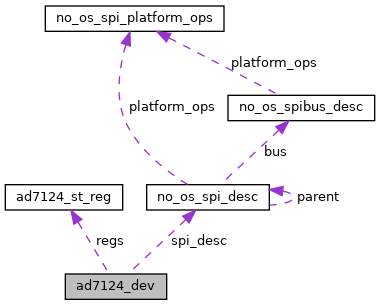 no_os_spi_platform_ops
platform_ops
no_os_spibus_desc
platform_ops
bus
ad7124_st_reg
no_os_spi_desc
parent
regs
spi_desc
ad7124_dev